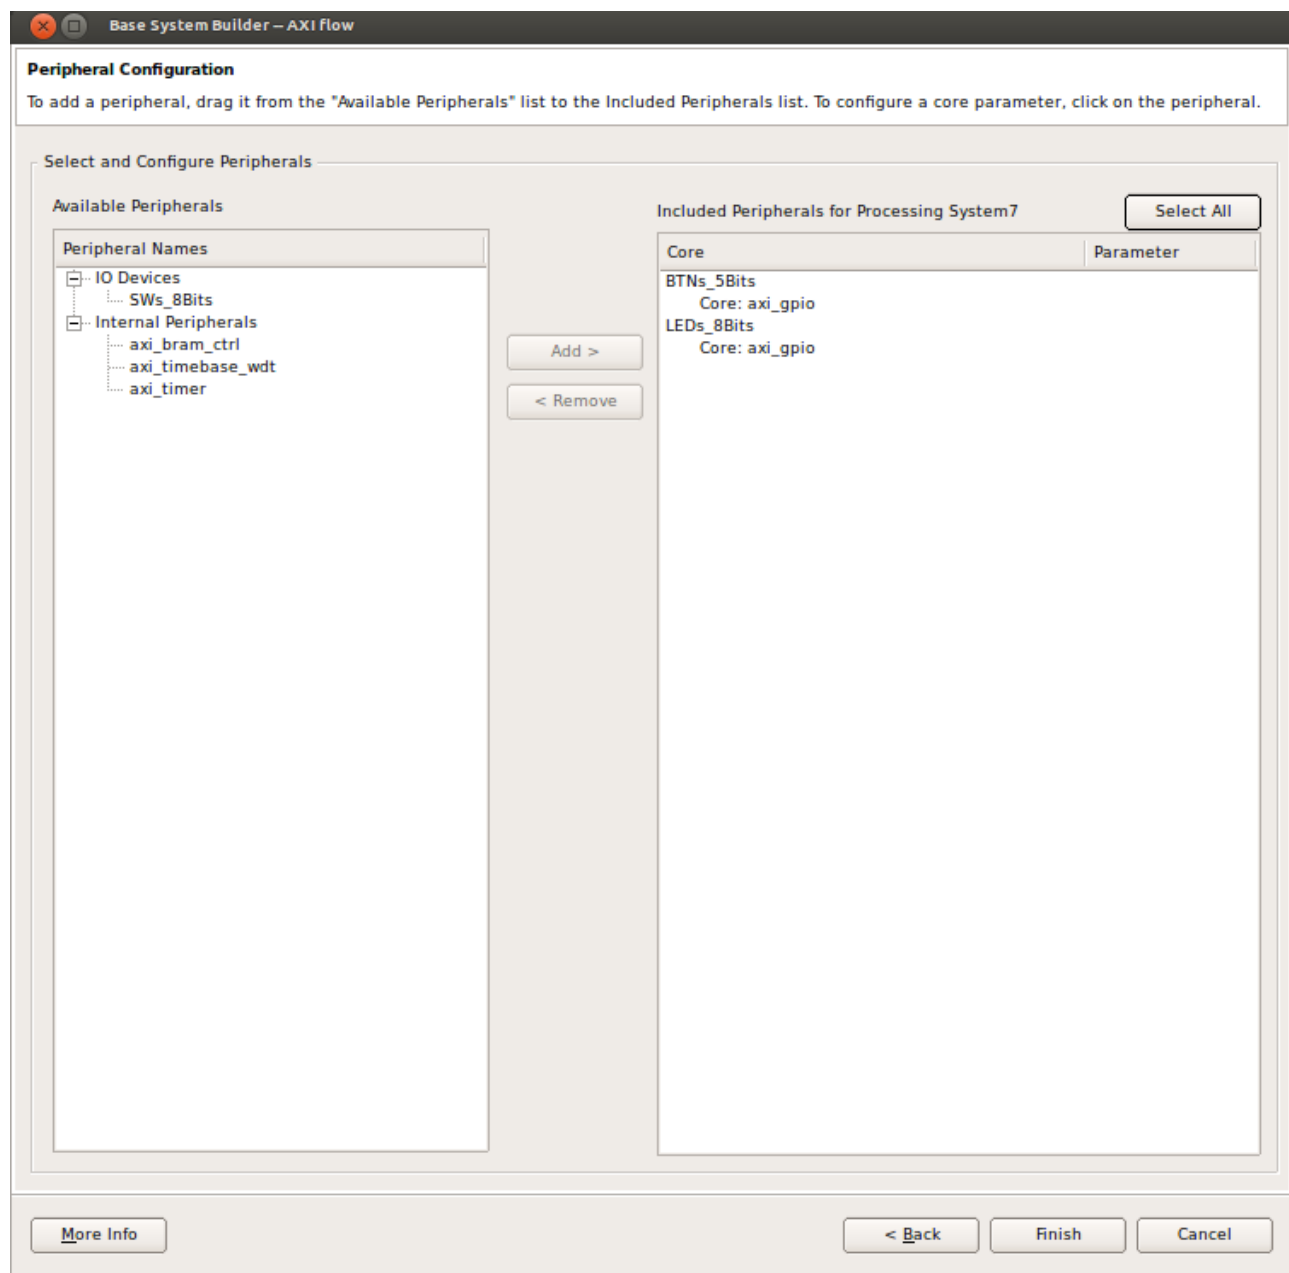 Base System Builder – AXI flow
Peripheral Configuration
To add a peripheral, drag it from the "Available Peripherals" list to the Included Peripherals list. To configure a core parameter, click on the peripheral.
Select and Configure Peripherals
Available Peripherals
Peripheral Names
IO Devices
SWs_8Bits
Internal Peripherals
axi_bram_ctrl
axi_timebase_wdt
axi_timer
Add >
< Remove
Included Peripherals for Processing System7
Select All
Core Parameter
BTNs_5Bits
Core: axi_gpio
LEDs_8Bits
Core: axi_gpio
More Info
< Back
Finish
Cancel